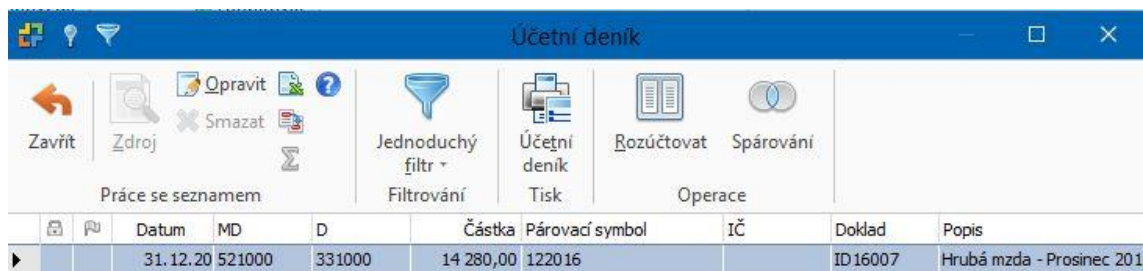 Účetní deník
Opravit
Smazat
Zavřít
Zdroj
Jednoduchý
filtr
Účetní
deník
Rozúčtovat
Spárování
Práce se seznamem
Filtrování
Tisk
Operace
Datum MD D Částka Párovací symbol IČ Doklad Popis
31.12.20 521000 331000 14 280,00 122016 ID16007 Hrubá mzda - Prosinec 201